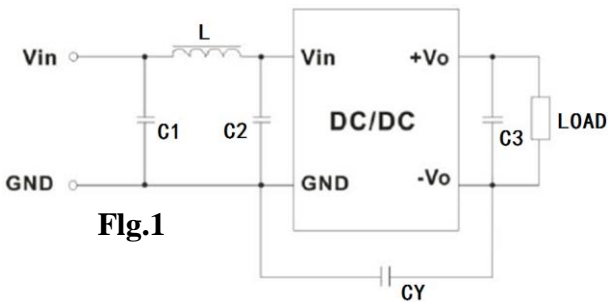 L
Vin
Vin
+Vo
C1
C2
DC/DC
C3
LOAD
GND
GND
-Vo
Flg.1
CY